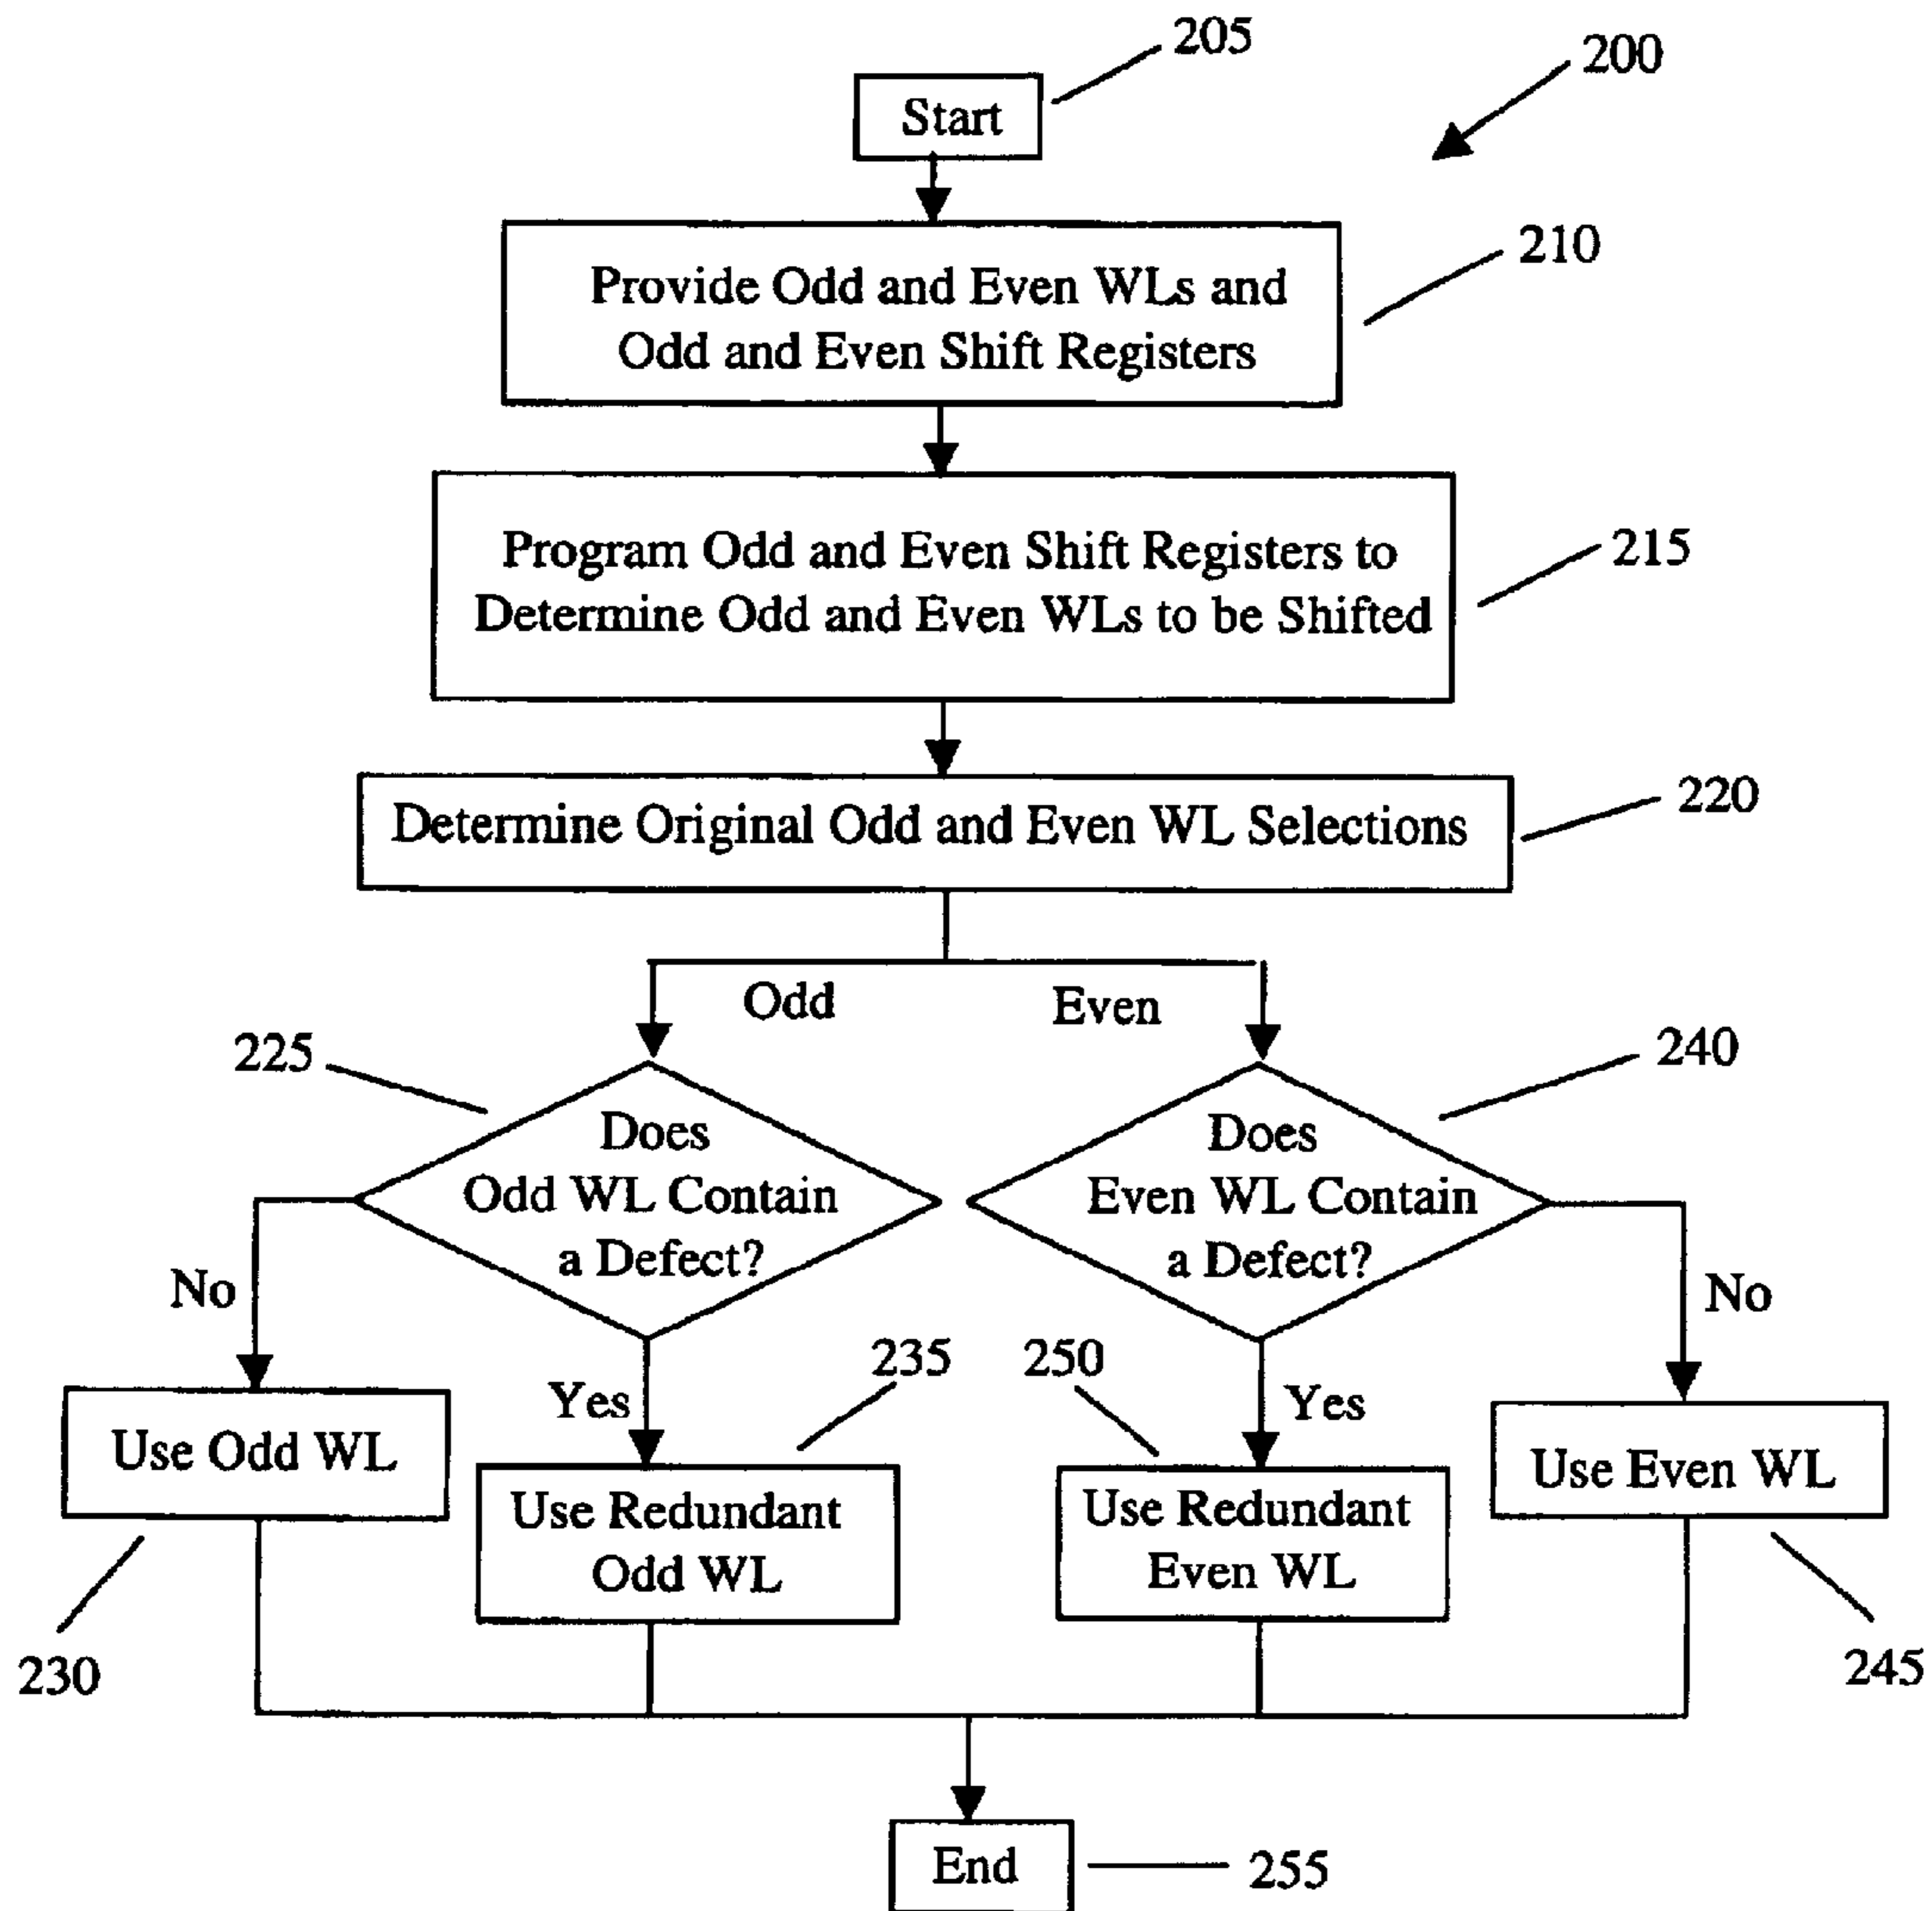 205
200
Start
210
Provide Odd and Even WLs and
Odd and Even Shift Registers
215
Program Odd and Even Shift Registers to
Determine Odd and Even WLs to be Shifted
220
Determine Original Odd and Even WL Selections
Odd
Even
225
240
Does
Odd WL Contain
a Defect?
Does
Even WL Contain
a Defect?
No
Yes
235
250
Yes
No
Use Odd WL
Use Redundant
Odd WL
Use Redundant
Even WL
Use Even WL
230
245
End
255